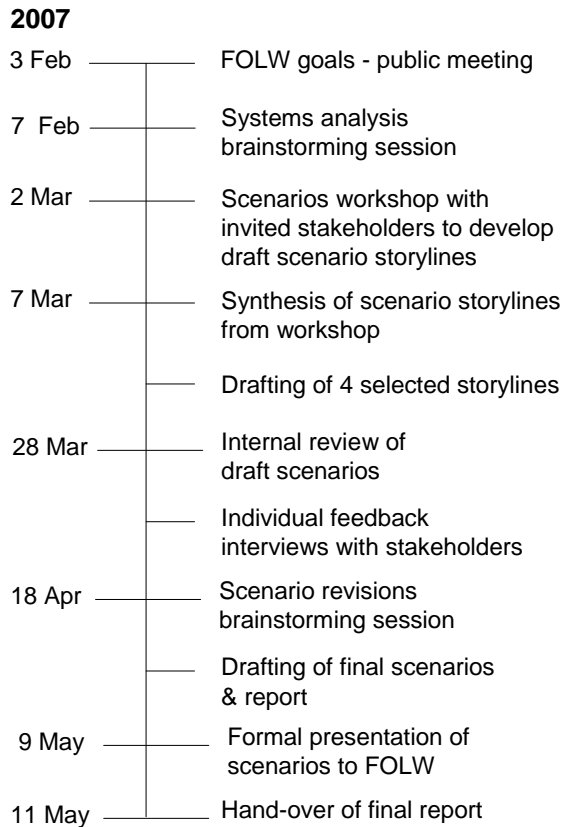 2007
3 Feb
FOLW goals - public meeting
7 Feb
Systems analysis
brainstorming session
2 Mar
Scenarios workshop with
invited stakeholders to develop
draft scenario storylines
7 Mar
Synthesis of scenario storylines
from workshop
Drafting of 4 selected storylines
28 Mar
Internal review of
draft scenarios
Individual feedback
interviews with stakeholders
18 Apr
Scenario revisions
brainstorming session
Drafting of final scenarios
& report
9 May
Formal presentation of
scenarios to FOLW
11 May
Hand-over of final report